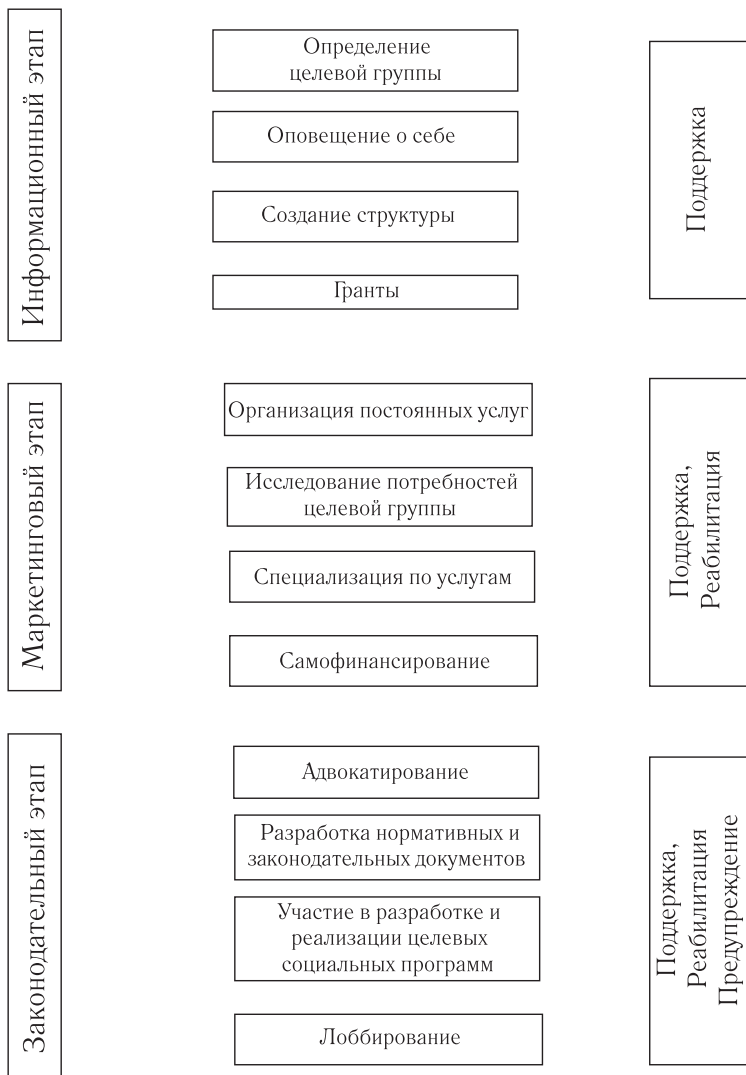 Информационный этап
Определение
целевой группы
Оповещение о себе
Создание структуры
Гранты
Поддержка
Маркетинговый этап
Организация постоянных услуг
Исследование потребностей
целевой группы
Специализация по услугам
Самофинансирование
Поддержка,
Реабилитация
Законодательный этап
Адвокатирование
Разработка нормативных и
законодательных документов
Участие в разработке и
реализации целевых
социальных программ
Лоббирование
Поддержка,
Реабилитация
Предупреждение